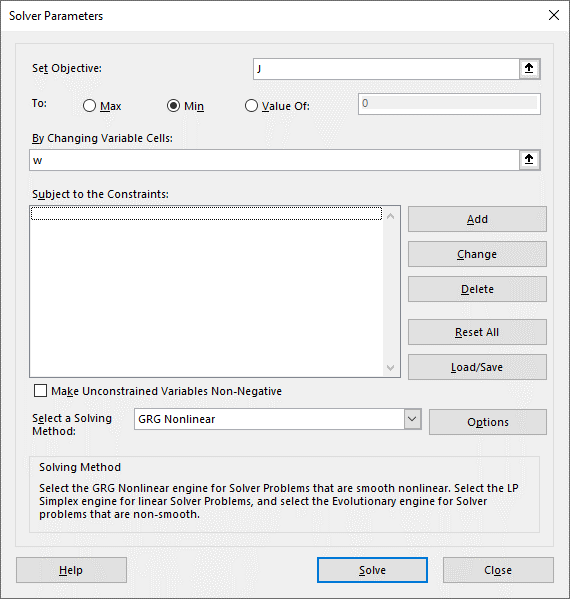 Solver Parameters
Set Objective:
J
To:
Max
Min
Value Of:
0
By Changing Variable Cells:
w
Subject to the Constraints:
Add
Change
Delete
Reset All
Load/Save
Make Unconstrained Variables Non-Negative
Select a Solving
Method:
GRG Nonlinear
Options
Solving Method
Select the GRG Nonlinear engine for Solver Problems that are smooth nonlinear. Select the LP
Simplex engine for linear Solver Problems, and select the Evolutionary engine for Solver
problems that are non-smooth.
Help
Solve
Close